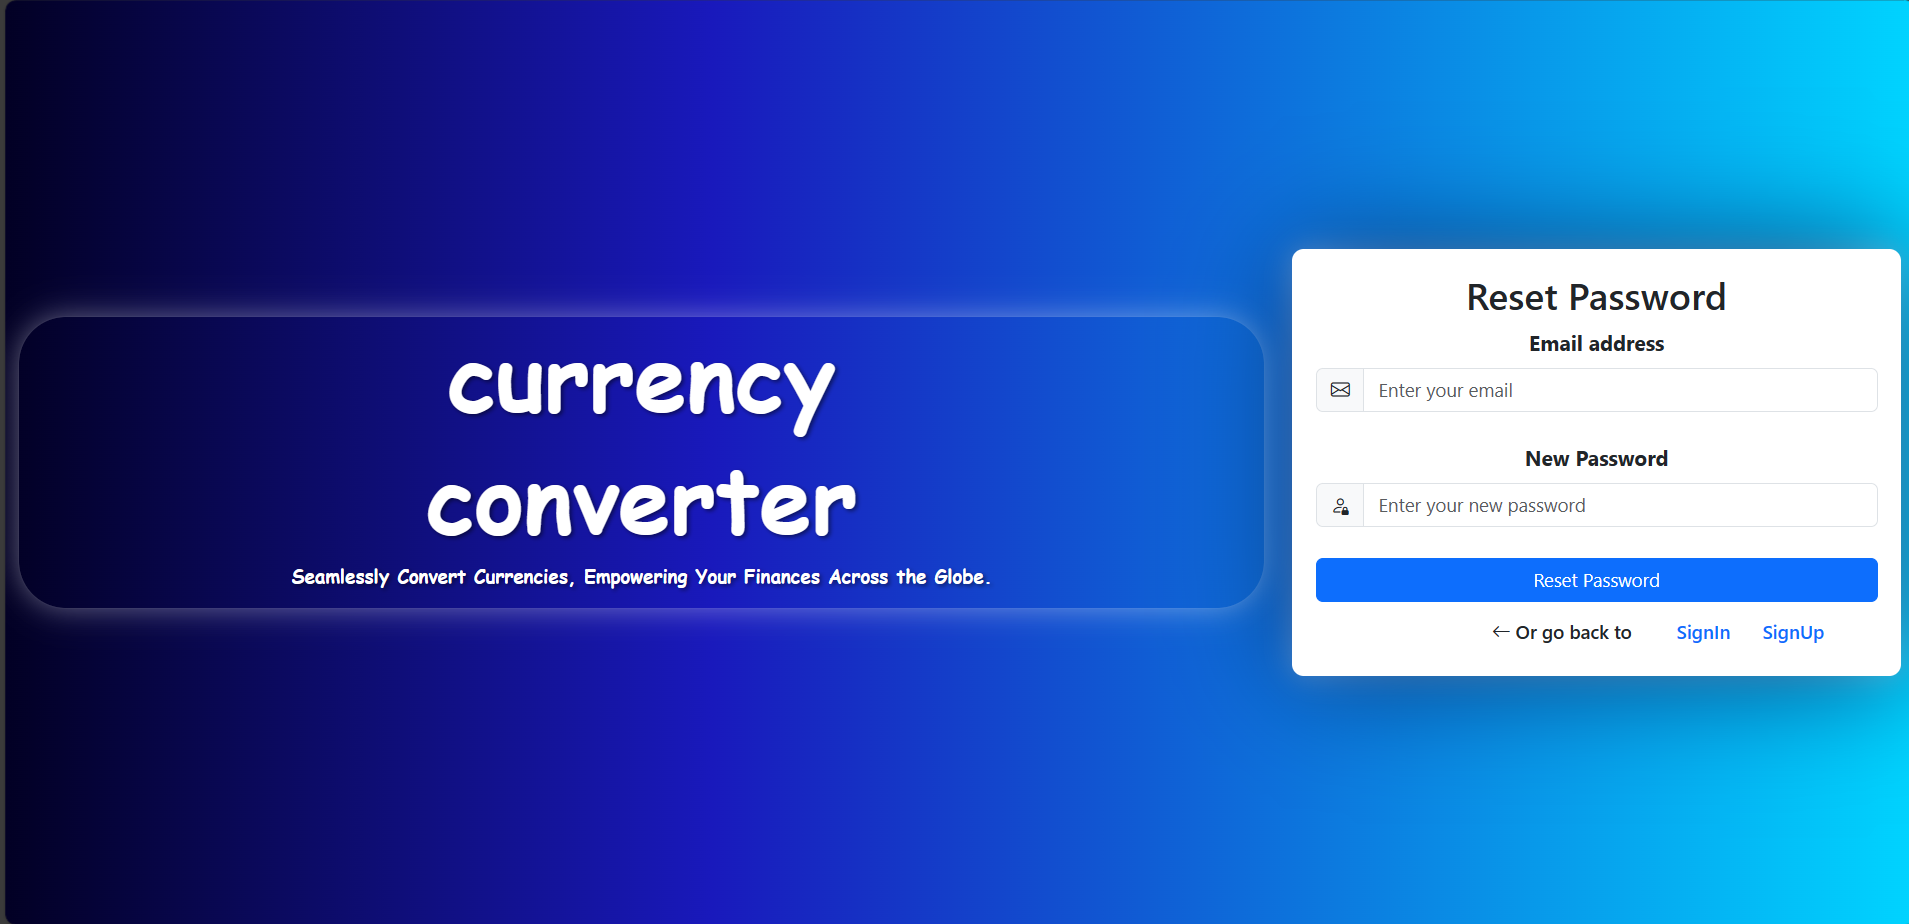 currency
converter
Seamlessly Convert Currencies, Empowering Your Finances Across the Globe.
Reset Password
Email address
Enter your email
New Password
Enter your new password
Reset Password
← Or go back to SignIn SignUp